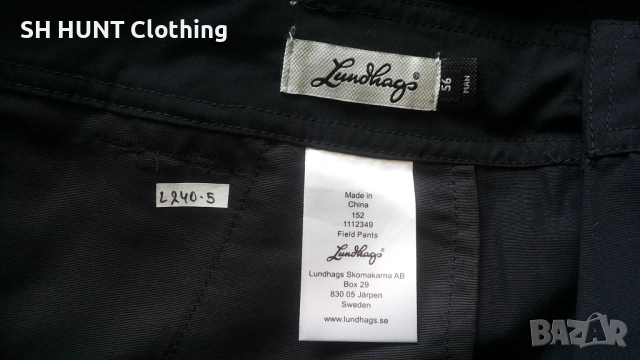 SH HUNT Clothing
Lundhags®
56
MAN
L240-5
Made in
China
152
1112349
Field Pants
Lundhags®
Lundhags Skomakarna AB
Box 29
830 05 Järpen
Sweden
www.lundhags.se
BAZAR